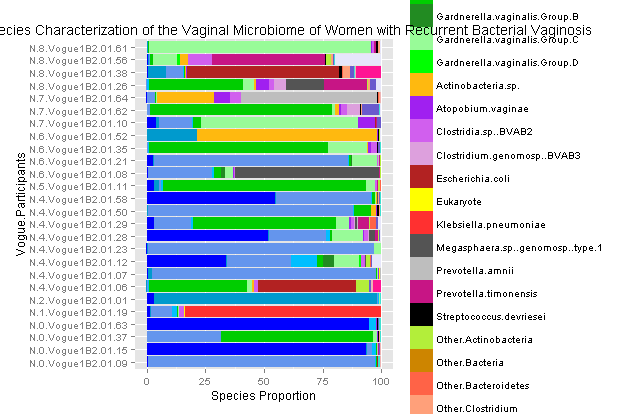 ecies Characterization of the Vaginal Microbiome of Women with Recurrent Bacterial Vaginosis
Vogue Participants
N.8.Vogue1B2.01.61
N.8.Vogue1B2.01.56
N.8.Vogue1B2.01.38
N.8.Vogue1B2.01.26
N.7.Vogue1B2.01.64
N.7.Vogue1B2.01.62
N.7.Vogue1B2.01.10
N.6.Vogue1B2.01.52
N.6.Vogue1B2.01.35
N.6.Vogue1B2.01.21
N.6.Vogue1B2.01.08
N.5.Vogue1B2.01.11
N.4.Vogue1B2.01.58
N.4.Vogue1B2.01.50
N.4.Vogue1B2.01.29
N.4.Vogue1B2.01.28
N.4.Vogue1B2.01.23
N.4.Vogue1B2.01.12
N.4.Vogue1B2.01.07
N.4.Vogue1B2.01.06
N.2.Vogue1B2.01.01
N.1.Vogue1B2.01.19
N.0.Vogue1B2.01.63
N.0.Vogue1B2.01.37
N.0.Vogue1B2.01.15
N.0.Vogue1B2.01.09
0 25 50 75 100
Species Proportion
Gardnerella.vaginalis.Group.B
Gardnerella.vaginalis.Group.C
Gardnerella.vaginalis.Group.D
Actinobacteria.sp.
Atopobium.vaginae
Clostridia.sp..BVAB2
Clostridium.genomosp..BVAB3
Escherichia.coli
Eukaryote
Klebsiella.pneumoniae
Megasphaera.sp..genomosp..type.1
Prevotella.amnii
Prevotella.timonensis
Streptococcus.devriesei
Other.Actinobacteria
Other.Bacteria
Other.Bacteroidetes
Other.Clostridium